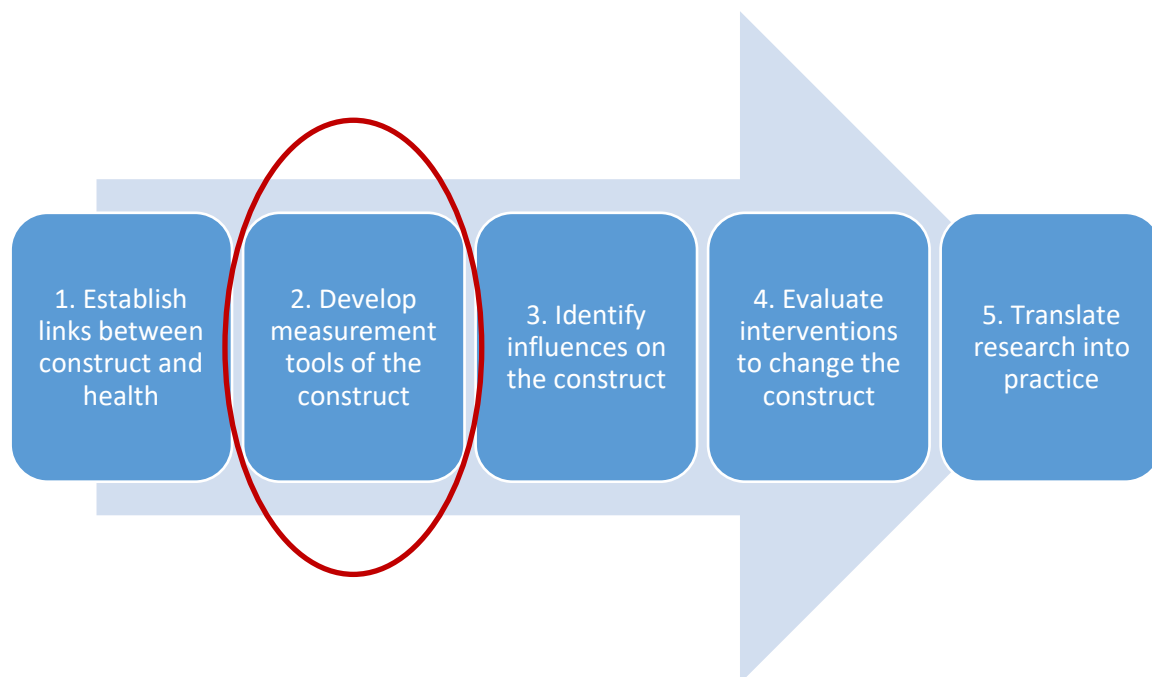 1. Establish
links between
construct and
health
2. Develop
measurement
tools of the
construct
3. Identify
influences on
the construct
4. Evaluate
interventions
to change the
construct
5. Translate
research into
practice